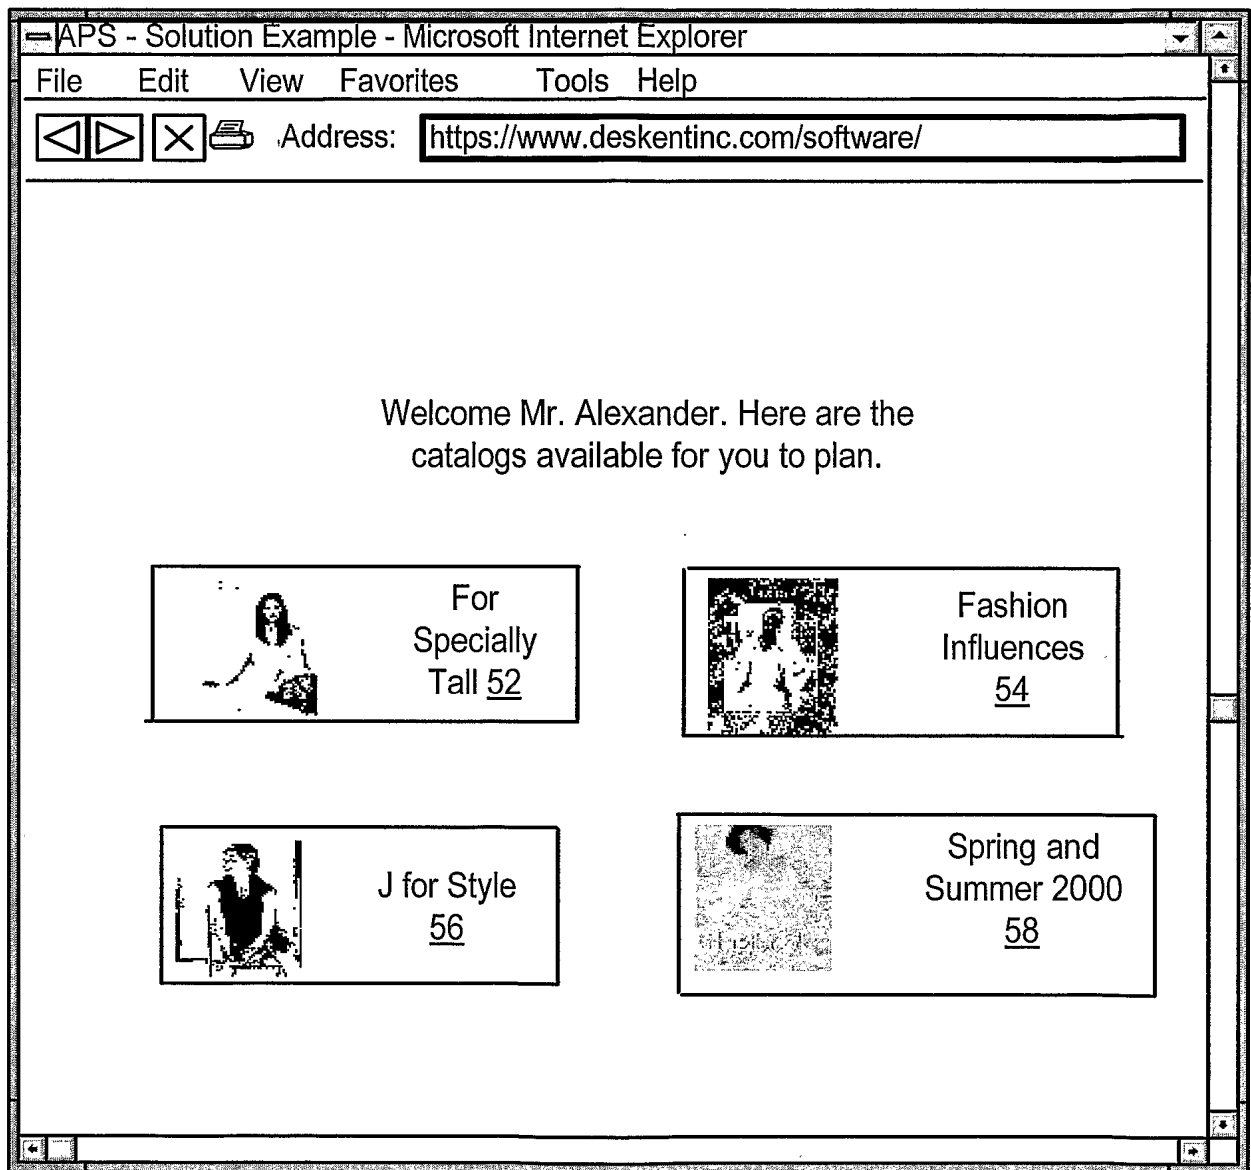 APS - Solution Example - Microsoft Internet Explorer
File Edit View Favorites Tools Help
Address: https://www.deskentinc.com/software/
Welcome Mr. Alexander. Here are the
catalogs available for you to plan.
For
Specially
Tall 52
Fashion
Influences
54
J for Style
56
Spring and
Summer 2000
58